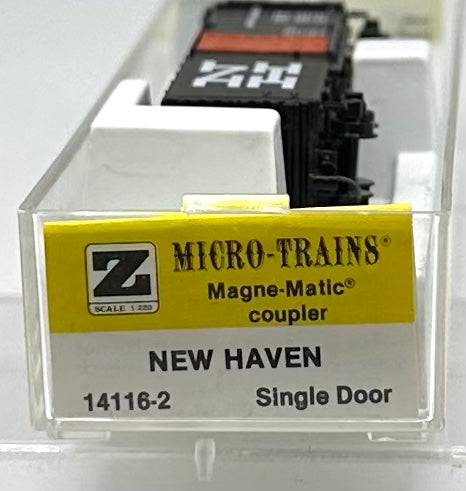 N
H
Z
SCALE 1:220
MICRO-TRAINS®
Magne-Matic®
coupler
NEW HAVEN
14116-2 Single Door